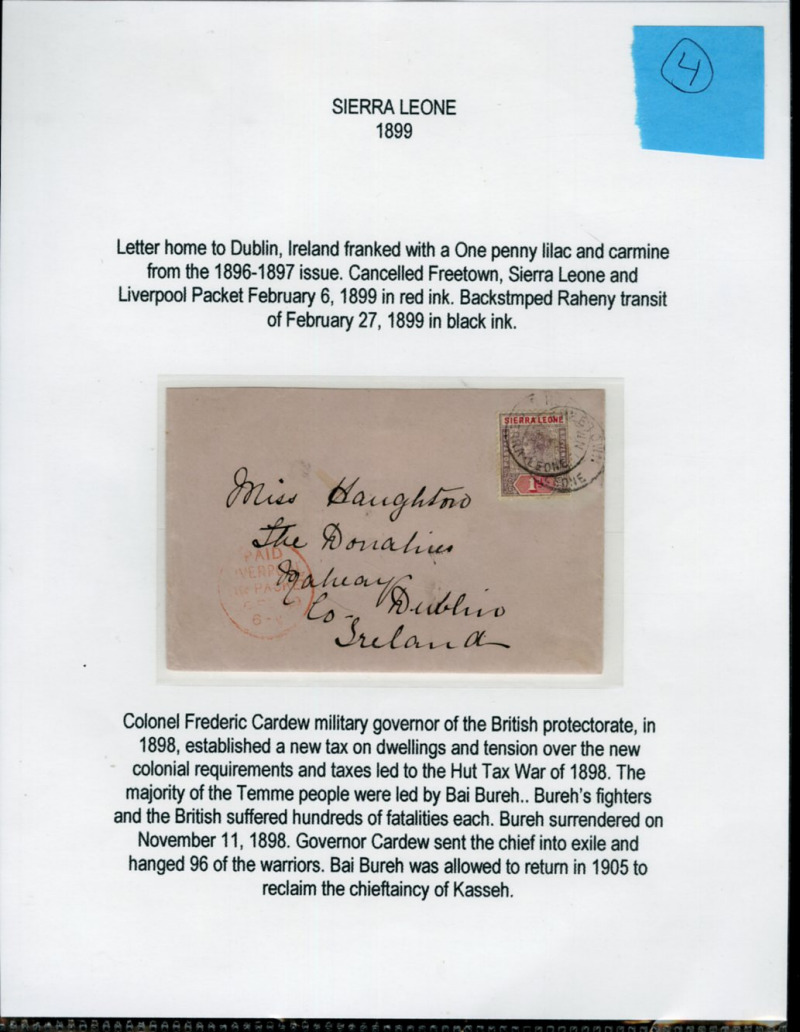 4
SIERRA LEONE
1899
Letter home to Dublin, Ireland franked with a One penny lilac and carmine
from the 1896-1897 issue. Cancelled Freetown, Sierra Leone and
Liverpool Packet February 6, 1899 in red ink. Backstmped Raheny transit
of February 27, 1899 in black ink.
SIERRA LEONE
LEONE
Miss Haughton
The Donahies
Raheny
Co. Dublin
Ireland
PAID
LIVERPOOL
PACKET
Colonel Frederic Cardew military governor of the British protectorate, in
1898, established a new tax on dwellings and tension over the new
colonial requirements and taxes led to the Hut Tax War of 1898. The
majority of the Temme people were led by Bai Bureh.. Bureh's fighters
and the British suffered hundreds of fatalities each. Bureh surrendered on
November 11, 1898. Governor Cardew sent the chief into exile and
hanged 96 of the warriors. Bai Bureh was allowed to return in 1905 to
reclaim the chieftaincy of Kasseh.